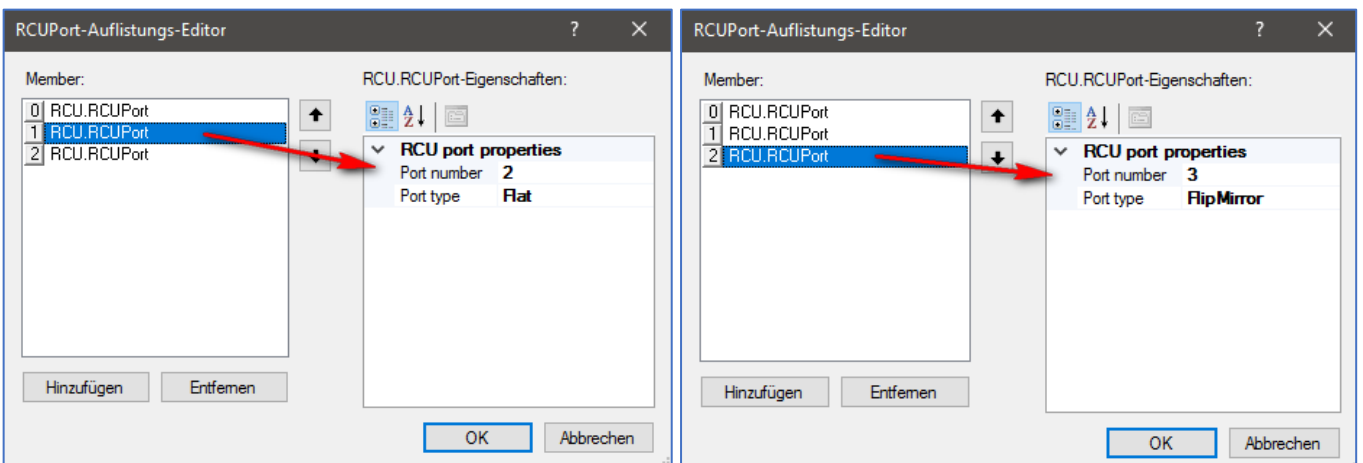 RCUPort-Auflistungs-Editor ? ×
Member:
RCU.RCUPort-Eigenschaften:
0 RCU.RCUPort
1 RCU.RCUPort
2 RCU.RCUPort
RCU port properties
Port number 2
Port type Flat
Hinzufügen
Entfernen
OK
Abbrechen
RCUPort-Auflistungs-Editor ? ×
Member:
RCU.RCUPort-Eigenschaften:
0 RCU.RCUPort
1 RCU.RCUPort
2 RCU.RCUPort
RCU port properties
Port number 3
Port type FlipMirror
Hinzufügen
Entfernen
OK
Abbrechen